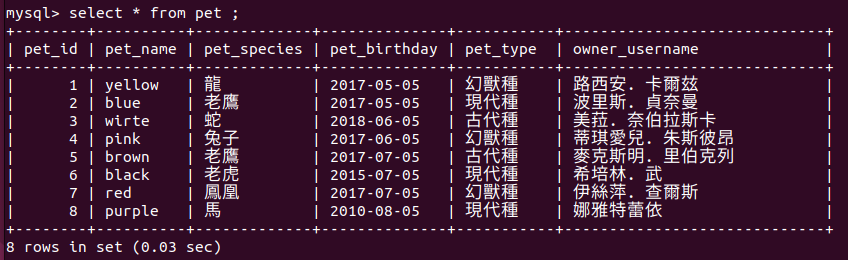 mysql> select * from pet ;
+--------+----------+-------------+--------------+----------+----------------------------+
| pet_id | pet_name | pet_species | pet_birthday | pet_type | owner_username |
+--------+----------+-------------+--------------+----------+----------------------------+
| 1 | yellow | 龍 | 2017-05-05 | 幻獸種 | 路西安．卡爾玆 |
| 2 | blue | 老鷹 | 2017-05-05 | 現代種 | 波里斯．貞奈曼 |
| 3 | wirte | 蛇 | 2018-06-05 | 古代種 | 美菈．奈伯拉斯卡 |
| 4 | pink | 兔子 | 2017-06-05 | 幻獸種 | 蒂琪愛兒．朱斯彼昂 |
| 5 | brown | 老鷹 | 2017-07-05 | 古代種 | 麥克斯明．里伯克列 |
| 6 | black | 老虎 | 2015-07-05 | 現代種 | 希培林．武 |
| 7 | red | 鳳凰 | 2017-07-05 | 幻獸種 | 伊絲萍．查爾斯 |
| 8 | purple | 馬 | 2010-08-05 | 現代種 | 娜雅特蕾依 |
+--------+----------+-------------+--------------+----------+----------------------------+
8 rows in set (0.03 sec)